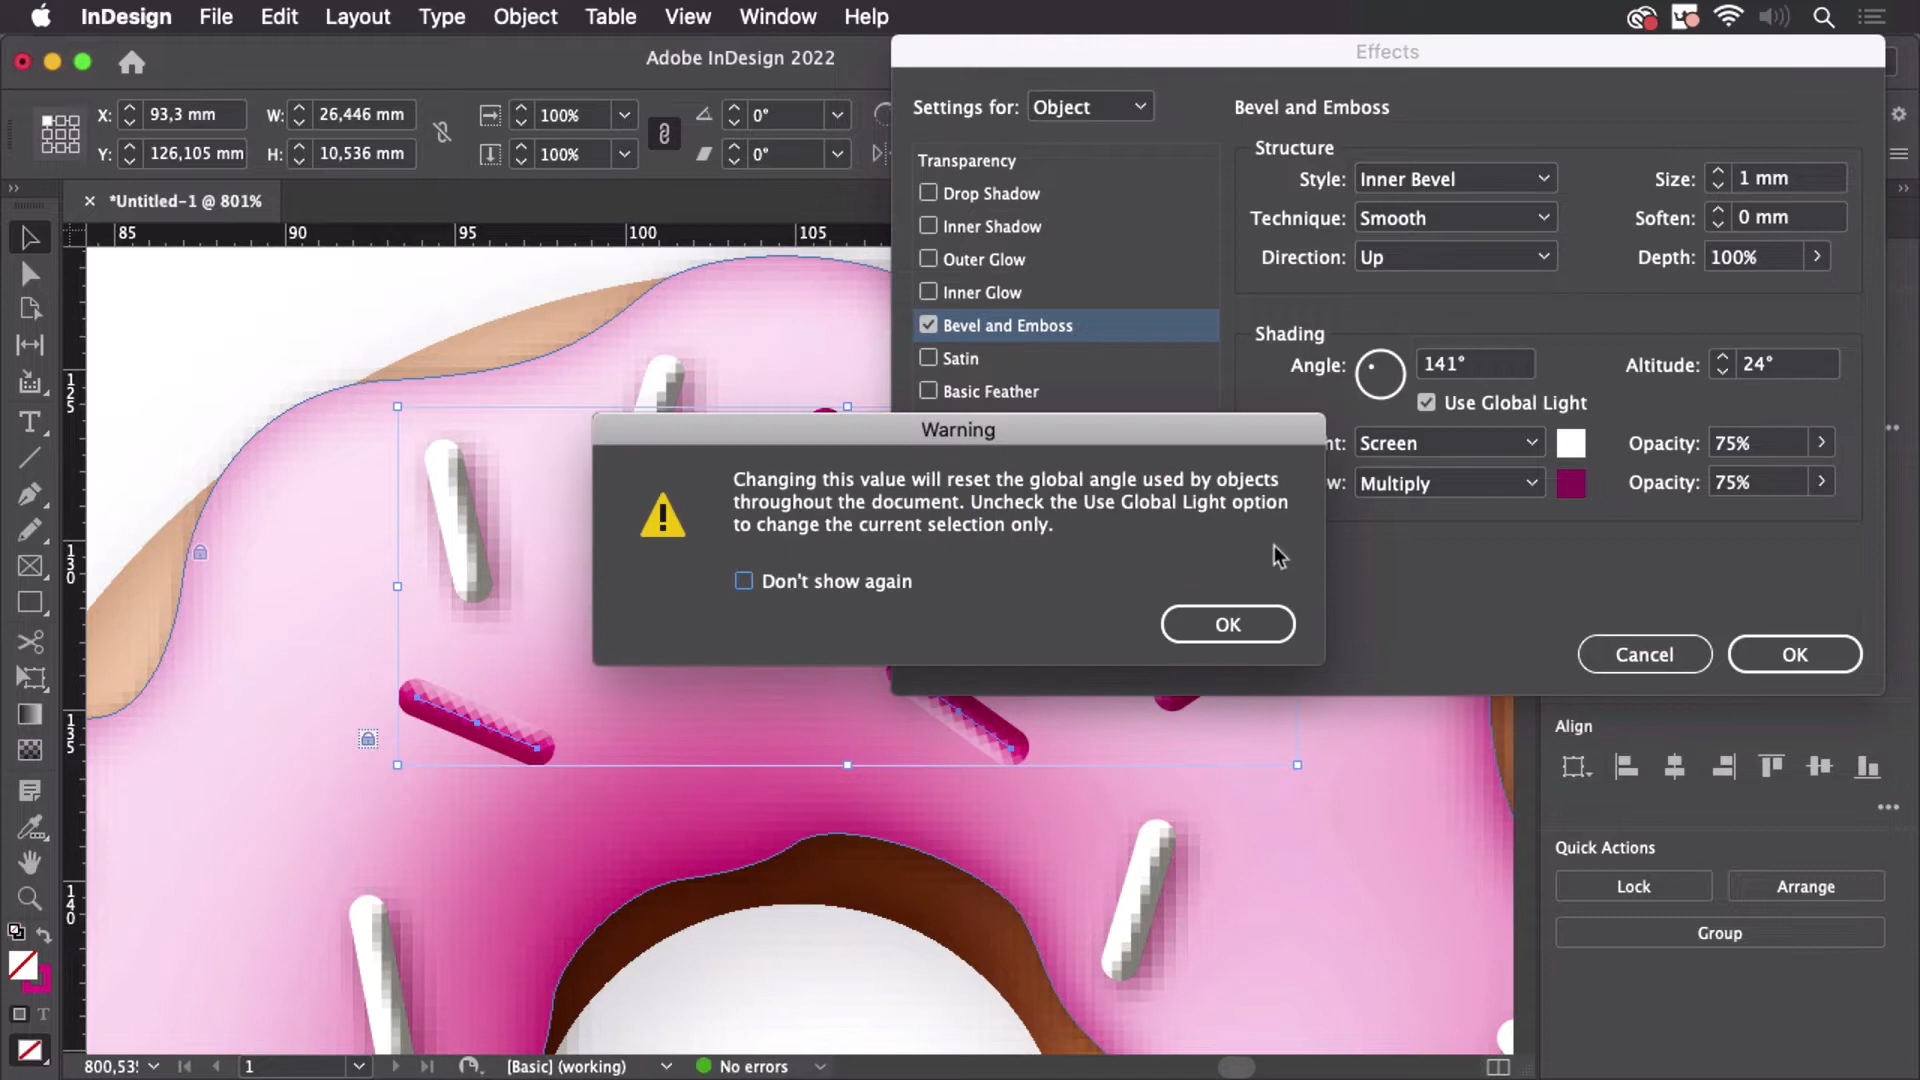 InDesign File Edit Layout Type Object Table View Window Help
Adobe InDesign 2022
Effects
X: 93,3 mm W: 26,446 mm 100% 0°
Y: 126,105 mm H: 10,536 mm 100% 0°
Settings for: Object
Bevel and Emboss
Transparency
Drop Shadow
Inner Shadow
Outer Glow
Inner Glow
Bevel and Emboss
Satin
Basic Feather
Structure
Style: Inner Bevel Size: 1 mm
Technique: Smooth Soften: 0 mm
Direction: Up Depth: 100%
Shading
Angle: 141° Altitude: 24°
Use Global Light
Screen Opacity: 75%
Multiply Opacity: 75%
Cancel OK
*Untitled-1 @ 801%
85 90 95 100 105
125
130
135
140
Warning
Changing this value will reset the global angle used by objects
throughout the document. Uncheck the Use Global Light option
to change the current selection only.
Don't show again
OK
Align
Quick Actions
Lock Arrange
Group
1 [Basic] (working) No errors